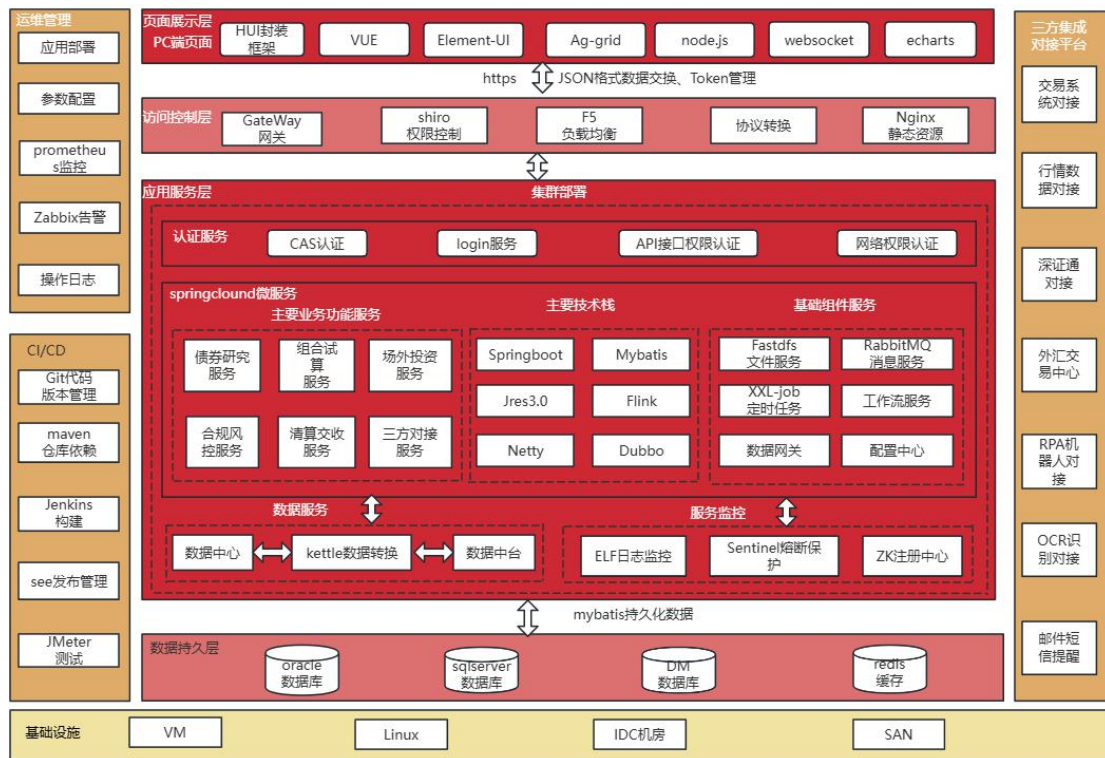 运维管理
应用部署
参数配置
prometheu
s监控
Zabbix告警
操作日志
CI/CD
Git代码
版本管理
maven
仓库依赖
Jenkins
构建
see发布管理
JMeter
测试
页面展示层
PC端页面
HUI封装
框架
VUE
Element-UI
Ag-grid
node.js
websocket
echarts
https
JSON格式数据交换、Token管理
访问控制层
GateWay
网关
shiro
权限控制
F5
负载均衡
协议转换
Nginx
静态资源
应用服务层
集群部署
认证服务
CAS认证
login服务
API接口权限认证
网络权限认证
springclound微服务
主要业务功能服务
债券研究
服务
组合试
算
服务
场外投资
服务
合规风
控服务
清算交收
服务
三方对接
服务
主要技术栈
Springboot
Mybatis
Jres3.0
Flink
Netty
Dubbo
基础组件服务
Fastdfs
文件服务
RabbitMQ
消息服务
XXL-job
定时任务
工作流服务
数据网关
配置中心
数据服务
数据中心
kettle数据转换
数据中台
服务监控
ELF日志监控
Sentinel熔断保
护
ZK注册中心
mybatis持久化数据
数据持久层
oracle
数据库
sqlserver
数据库
DM
数据库
redis
缓存
三方集成
对接平台
交易系
统对接
行情数
据对接
深证通
对接
外汇交
易中心
RPA机
器人对
接
OCR识
别对接
邮件短
信提醒
基础设施
VM
Linux
IDC机房
SAN